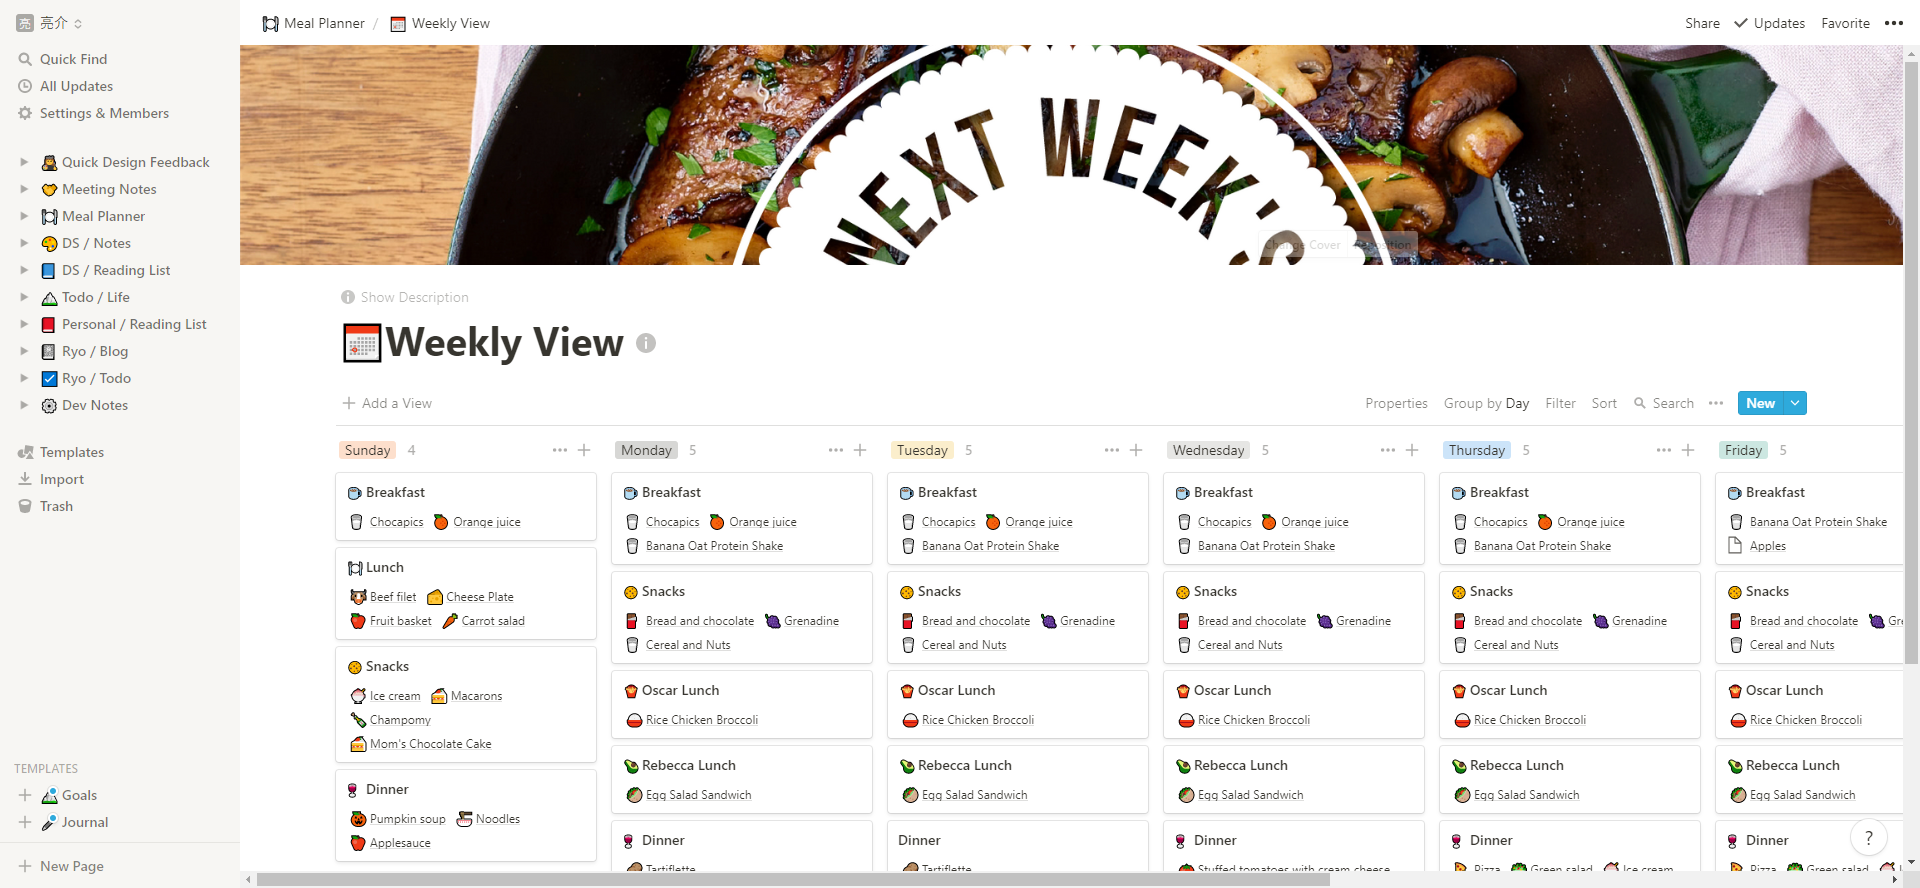 亮 亮介
Quick Find
All Updates
Settings & Members
Quick Design Feedback
Meeting Notes
Meal Planner
DS / Notes
DS / Reading List
Todo / Life
Personal / Reading List
Ryo / Blog
Ryo / Todo
Dev Notes
Templates
Import
Trash
TEMPLATES
Goals
Journal
New Page
Meal Planner / Weekly View
Share Updates Favorite
NEXT WEEK'S
Change Cover Reposition
Show Description
Weekly View
Add a View
Properties Group by Day Filter Sort Search New
Sunday 4
Breakfast
Chocapics Orange juice
Lunch
Beef filet Cheese Plate
Fruit basket Carrot salad
Snacks
Ice cream Macarons
Champomy
Mom's Chocolate Cake
Dinner
Pumpkin soup Noodles
Applesauce
Monday 5
Breakfast
Chocapics Orange juice
Banana Oat Protein Shake
Snacks
Bread and chocolate Grenadine
Cereal and Nuts
Oscar Lunch
Rice Chicken Broccoli
Rebecca Lunch
Egg Salad Sandwich
Dinner
Tartiflette
Tuesday 5
Breakfast
Chocapics Orange juice
Banana Oat Protein Shake
Snacks
Bread and chocolate Grenadine
Cereal and Nuts
Oscar Lunch
Rice Chicken Broccoli
Rebecca Lunch
Egg Salad Sandwich
Dinner
Tartiflette
Wednesday 5
Breakfast
Chocapics Orange juice
Banana Oat Protein Shake
Snacks
Bread and chocolate Grenadine
Cereal and Nuts
Oscar Lunch
Rice Chicken Broccoli
Rebecca Lunch
Egg Salad Sandwich
Dinner
Stuffed tomatoes with cream cheese
Thursday 5
Breakfast
Chocapics Orange juice
Banana Oat Protein Shake
Snacks
Bread and chocolate Grenadine
Cereal and Nuts
Oscar Lunch
Rice Chicken Broccoli
Rebecca Lunch
Egg Salad Sandwich
Dinner
Pizza Green salad Ice cream
Friday 5
Breakfast
Banana Oat Protein Shake
Apples
Snacks
Bread and chocolate Gr
Cereal and Nuts
Oscar Lunch
Rice Chicken Broccoli
Rebecca Lunch
Egg Salad Sandwich
Dinner
Pizza Green salad
?